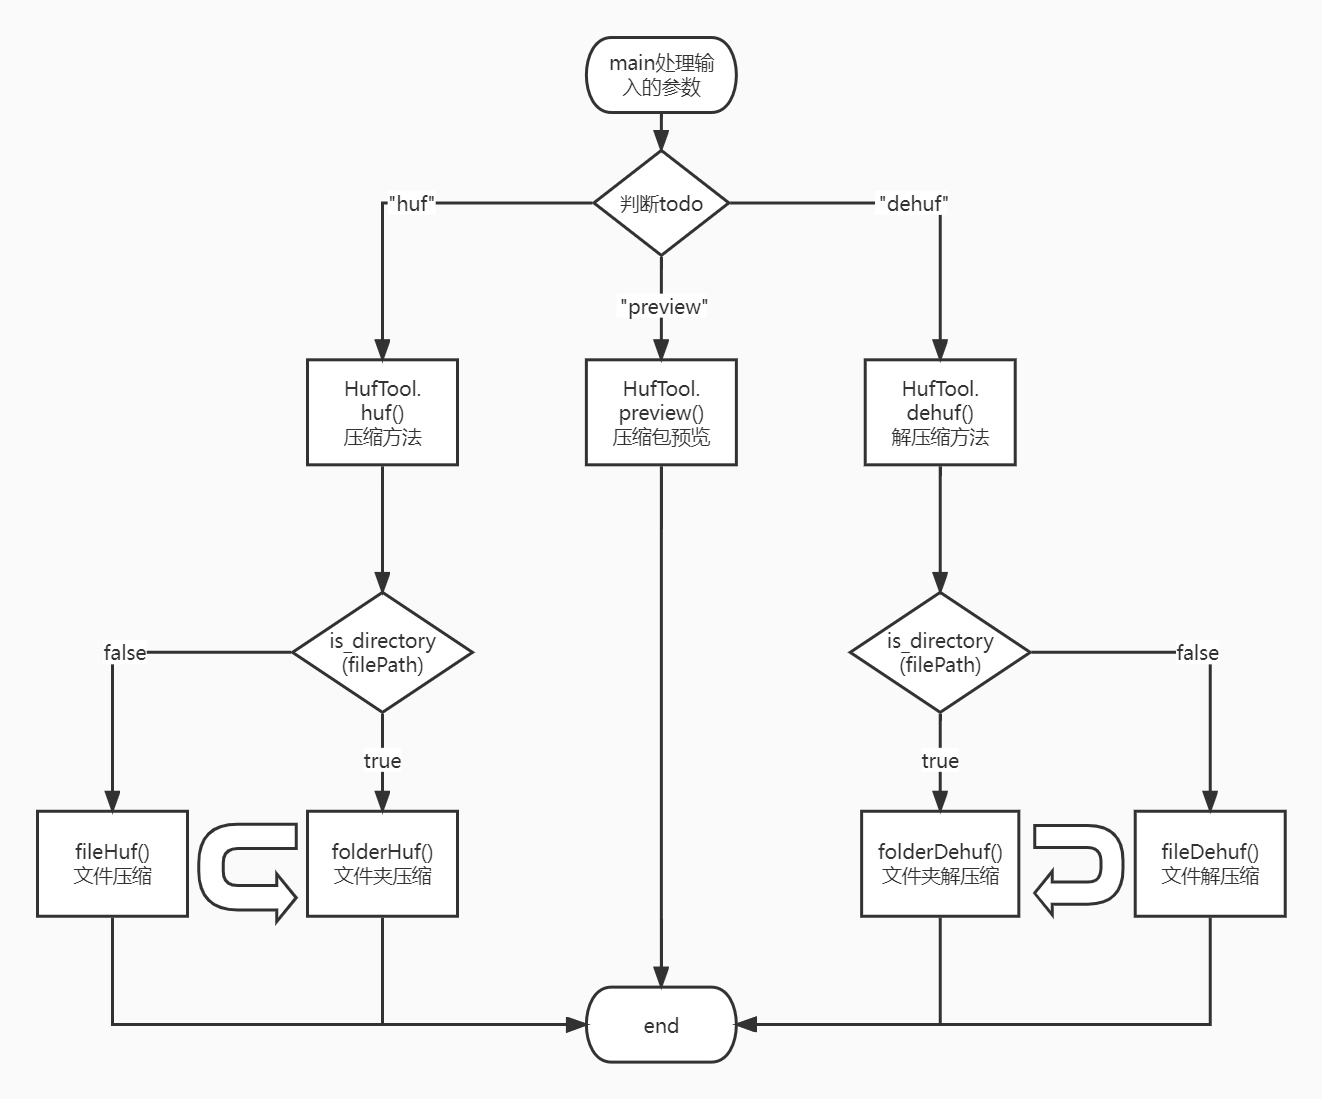 main处理输
入的参数
判断todo
"huf"
"dehuf"
"preview"
HufTool.
huf()
压缩方法
HufTool.
preview()
压缩包预览
HufTool.
dehuf()
解压缩方法
is_directory
(filePath)
is_directory
(filePath)
false
false
true
true
fileHuf()
文件压缩
folderHuf()
文件夹压缩
folderDehuf()
文件夹解压缩
fileDehuf()
文件解压缩
end